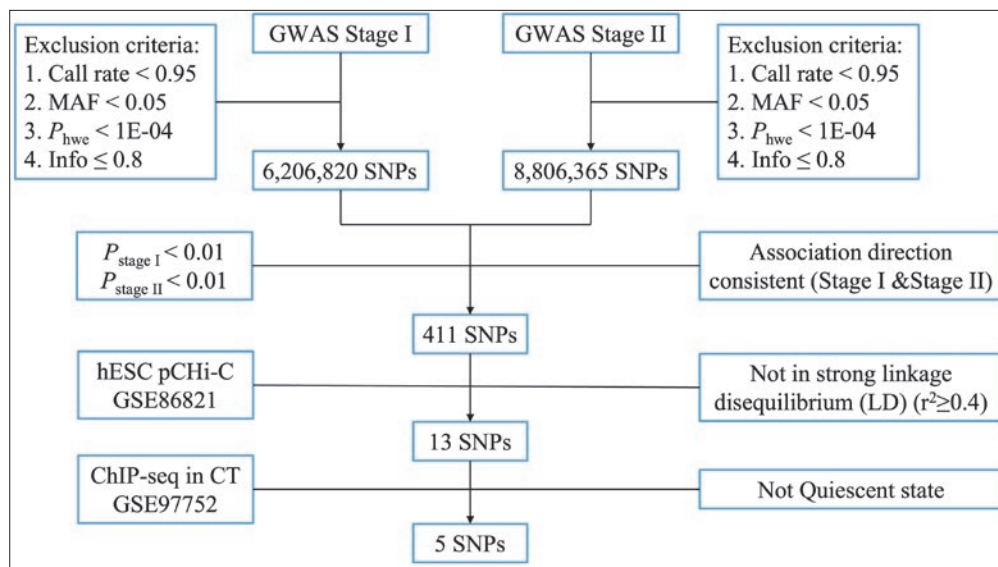 GWAS Stage I
GWAS Stage II
Exclusion criteria:
1. Call rate < 0.95
2. MAF < 0.05
3. Phwe < 1E-04
4. Info ≤ 0.8
Exclusion criteria:
1. Call rate < 0.95
2. MAF < 0.05
3. Phwe < 1E-04
4. Info ≤ 0.8
6,206,820 SNPs
8,806,365 SNPs
Pstage I < 0.01
Pstage II < 0.01
Association direction
consistent (Stage I &Stage II)
411 SNPs
hESC pCHi-C
GSE86821
Not in strong linkage
disequilibrium (LD) (r²≥0.4)
13 SNPs
ChIP-seq in CT
GSE97752
Not Quiescent state
5 SNPs